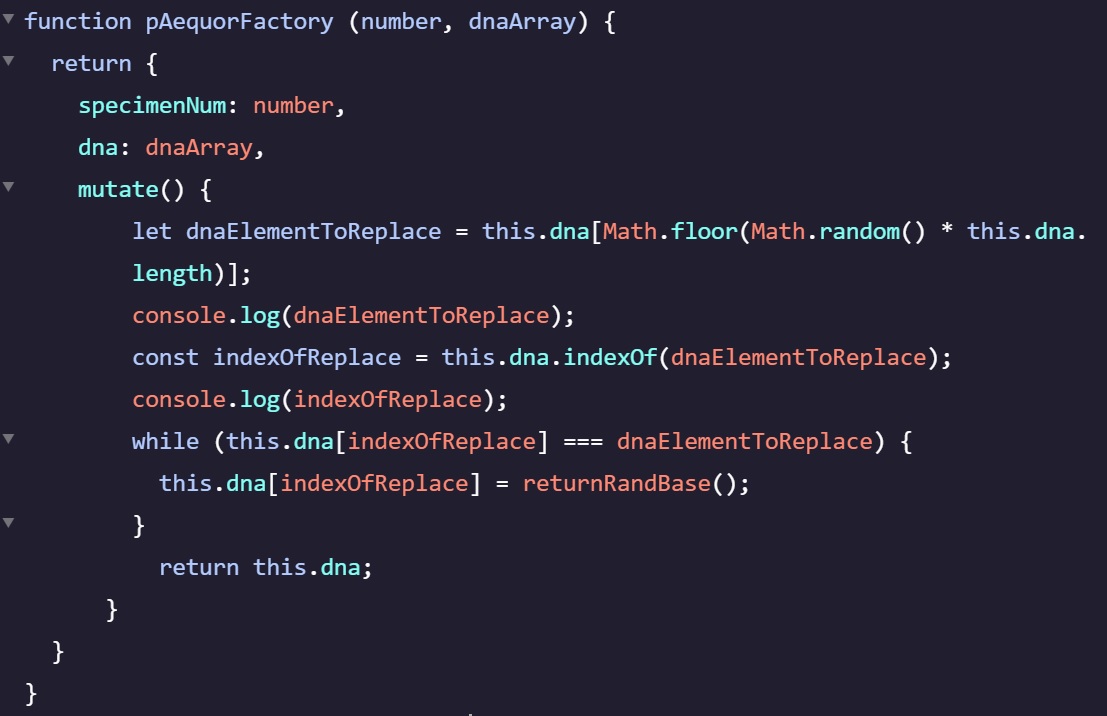 function pAequorFactory (number, dnaArray) {
  return {
    specimenNum: number,
    dna: dnaArray,
    mutate() {
        let dnaElementToReplace = this.dna[Math.floor(Math.random() * this.dna.
        length)];
        console.log(dnaElementToReplace);
        const indexOfReplace = this.dna.indexOf(dnaElementToReplace);
        console.log(indexOfReplace);
        while (this.dna[indexOfReplace] === dnaElementToReplace) {
          this.dna[indexOfReplace] = returnRandBase();
        }
          return this.dna;
      }
  }
}